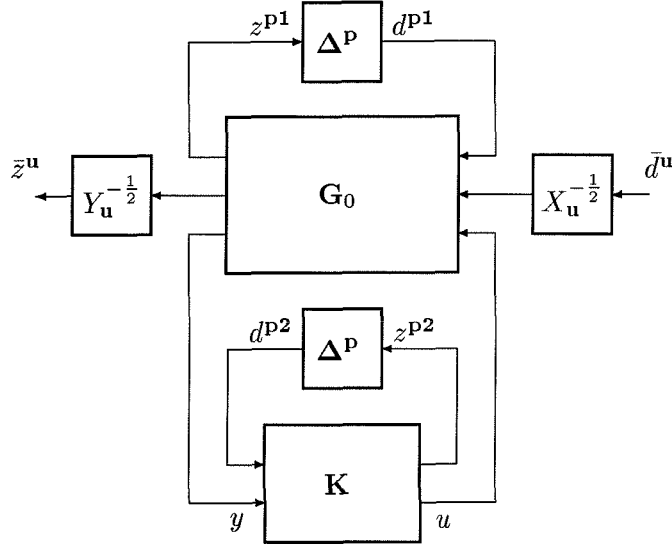 z^{p1} Δ^p d^{p1}
z̄^u Y_u^{-1/2} G_0 X_u^{-1/2} d̄^u
d^{p2} Δ^p z^{p2}
K
y u